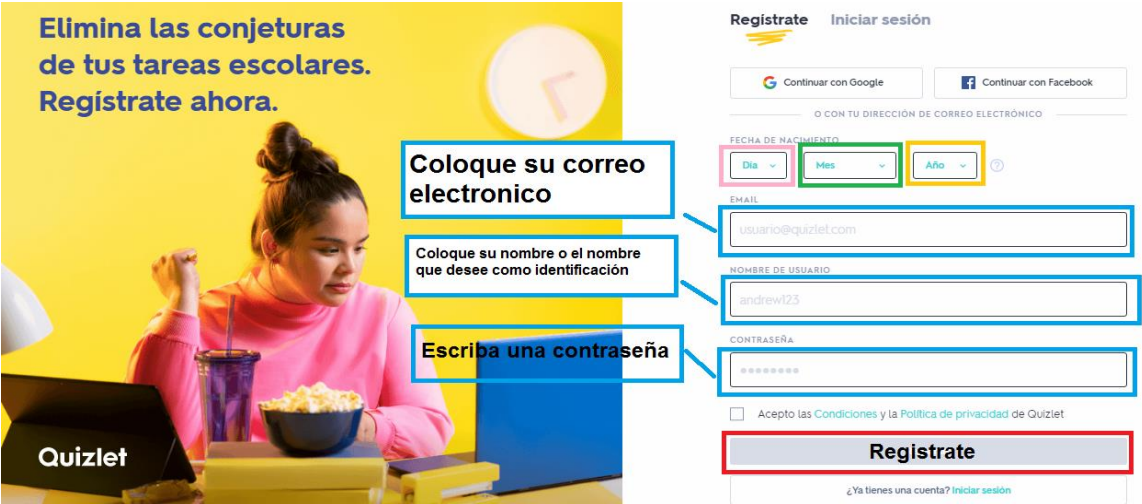 Elimina las conjeturas
de tus tareas escolares.
Regístrate ahora.
Quizlet
Coloque su correo
electronico
Coloque su nombre o el nombre
que desee como identificación
Escriba una contraseña
Regístrate Iniciar sesión
Continuar con Google Continuar con Facebook
O CON TU DIRECCIÓN DE CORREO ELECTRÓNICO
FECHA DE NACIMIENTO
Día Mes Año ?
EMAIL
usuario@quizlet.com
NOMBRE DE USUARIO
andrew123
CONTRASEÑA
Acepto las Condiciones y la Política de privacidad de Quizlet
Registrate
¿Ya tienes una cuenta? Iniciar sesión